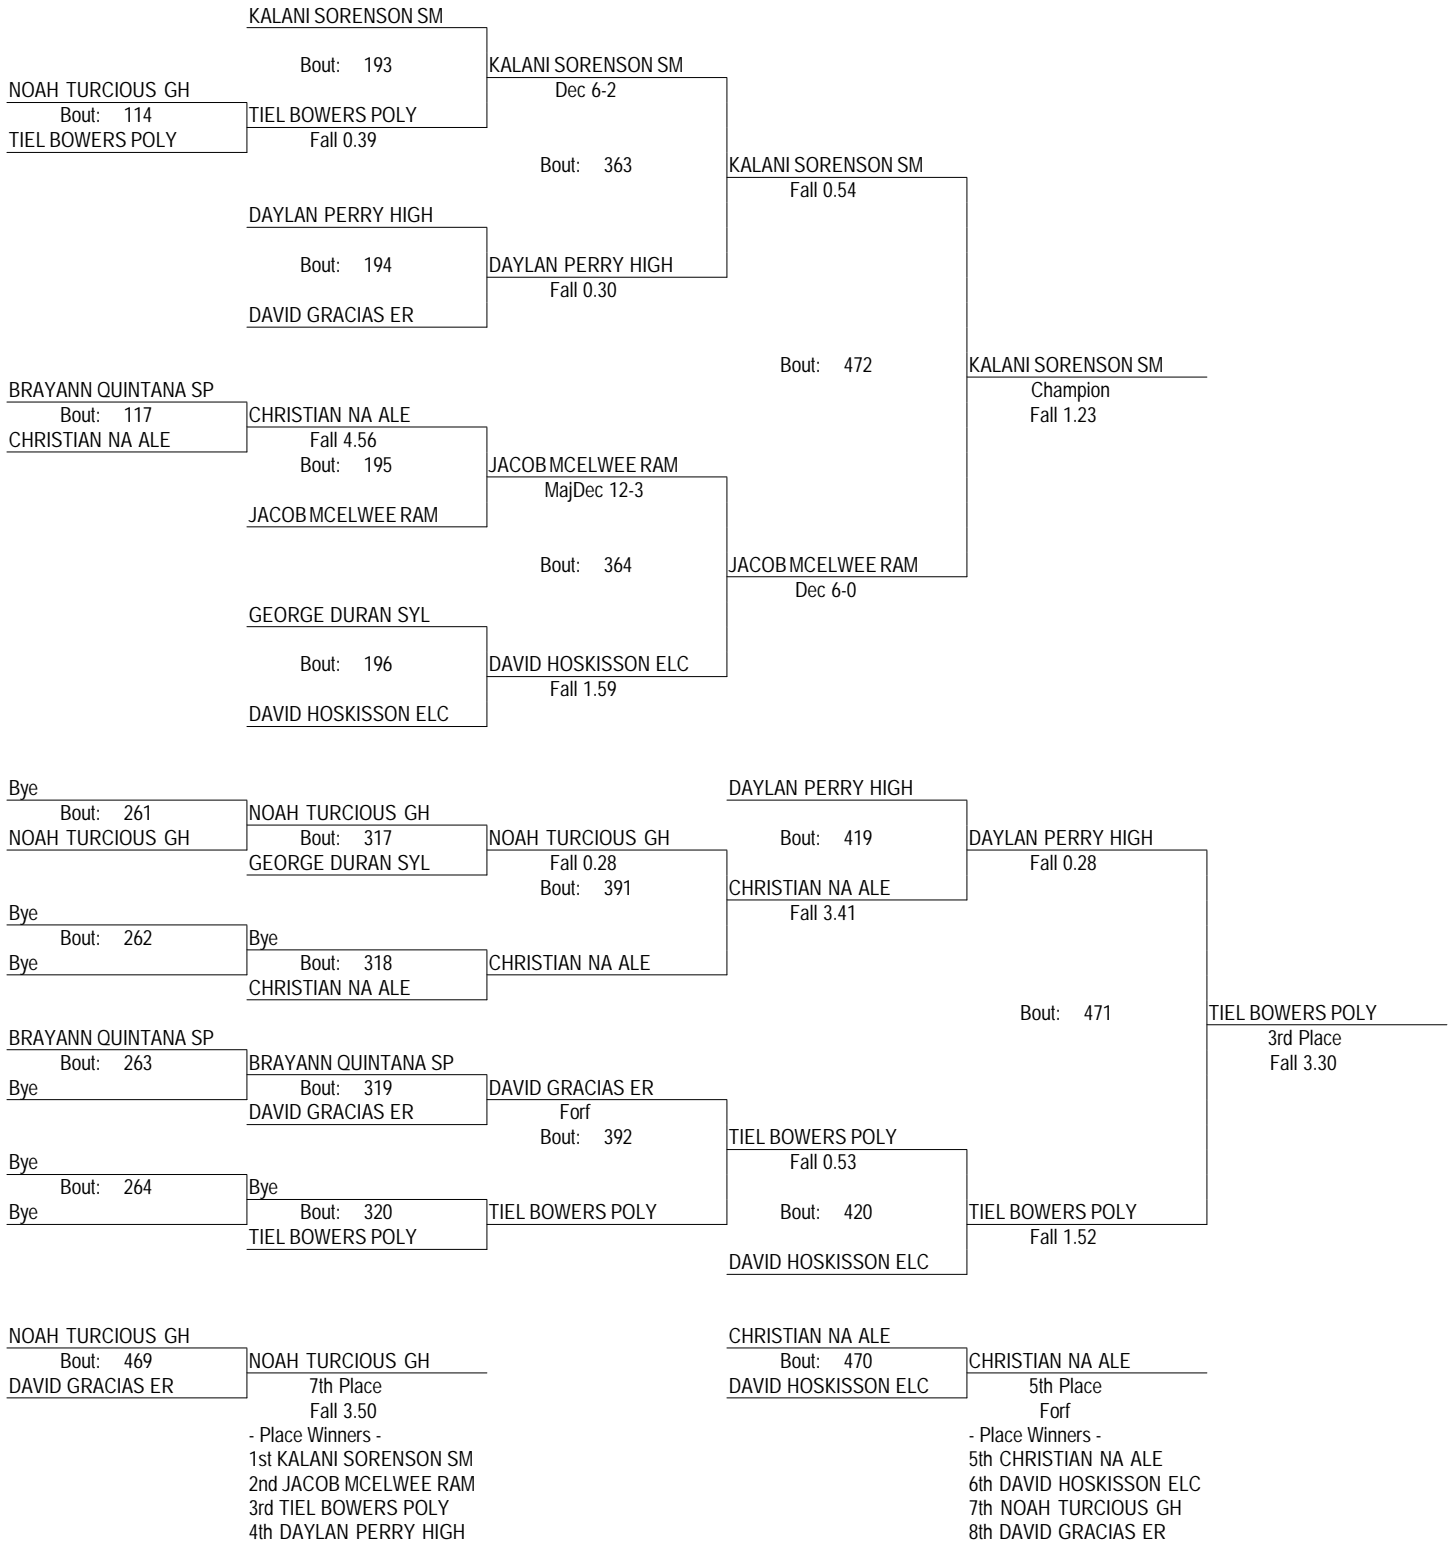 KALANI SORENSON SM
Bout: 193
KALANI SORENSON SM
NOAH TURCIOUS GH
Dec 6-2
Bout: 114
TIEL BOWERS POLY
TIEL BOWERS POLY
Fall 0.39
Bout: 363
KALANI SORENSON SM
Fall 0.54
DAYLAN PERRY HIGH
Bout: 194
DAYLAN PERRY HIGH
Fall 0.30
DAVID GRACIAS ER
Bout: 472
KALANI SORENSON SM
BRAYANN QUINTANA SP
Champion
Bout: 117
CHRISTIAN NA ALE
Fall 1.23
CHRISTIAN NA ALE
Fall 4.56
Bout: 195
JACOB MCELWEE RAM
MajDec 12-3
JACOB MCELWEE RAM
Bout: 364
JACOB MCELWEE RAM
Dec 6-0
GEORGE DURAN SYL
Bout: 196
DAVID HOSKISSON ELC
Fall 1.59
DAVID HOSKISSON ELC
Bye
DAYLAN PERRY HIGH
Bout: 261
NOAH TURCIOUS GH
NOAH TURCIOUS GH
Bout: 317
NOAH TURCIOUS GH
Bout: 419
DAYLAN PERRY HIGH
GEORGE DURAN SYL
Fall 0.28
Fall 0.28
Bout: 391
CHRISTIAN NA ALE
Bye
Fall 3.41
Bout: 262
Bye
Bye
Bout: 318
CHRISTIAN NA ALE
CHRISTIAN NA ALE
Bout: 471
TIEL BOWERS POLY
BRAYANN QUINTANA SP
3rd Place
Bout: 263
BRAYANN QUINTANA SP
Fall 3.30
Bye
Bout: 319
DAVID GRACIAS ER
DAVID GRACIAS ER
Forf
Bout: 392
TIEL BOWERS POLY
Bye
Fall 0.53
Bout: 264
Bye
Bye
Bout: 320
TIEL BOWERS POLY
Bout: 420
TIEL BOWERS POLY
TIEL BOWERS POLY
Fall 1.52
DAVID HOSKISSON ELC
NOAH TURCIOUS GH
CHRISTIAN NA ALE
Bout: 469
NOAH TURCIOUS GH
Bout: 470
CHRISTIAN NA ALE
DAVID GRACIAS ER
7th Place
DAVID HOSKISSON ELC
5th Place
Fall 3.50
Forf
- Place Winners -
1st KALANI SORENSON SM
2nd JACOB MCELWEE RAM
3rd TIEL BOWERS POLY
4th DAYLAN PERRY HIGH
- Place Winners -
5th CHRISTIAN NA ALE
6th DAVID HOSKISSON ELC
7th NOAH TURCIOUS GH
8th DAVID GRACIAS ER